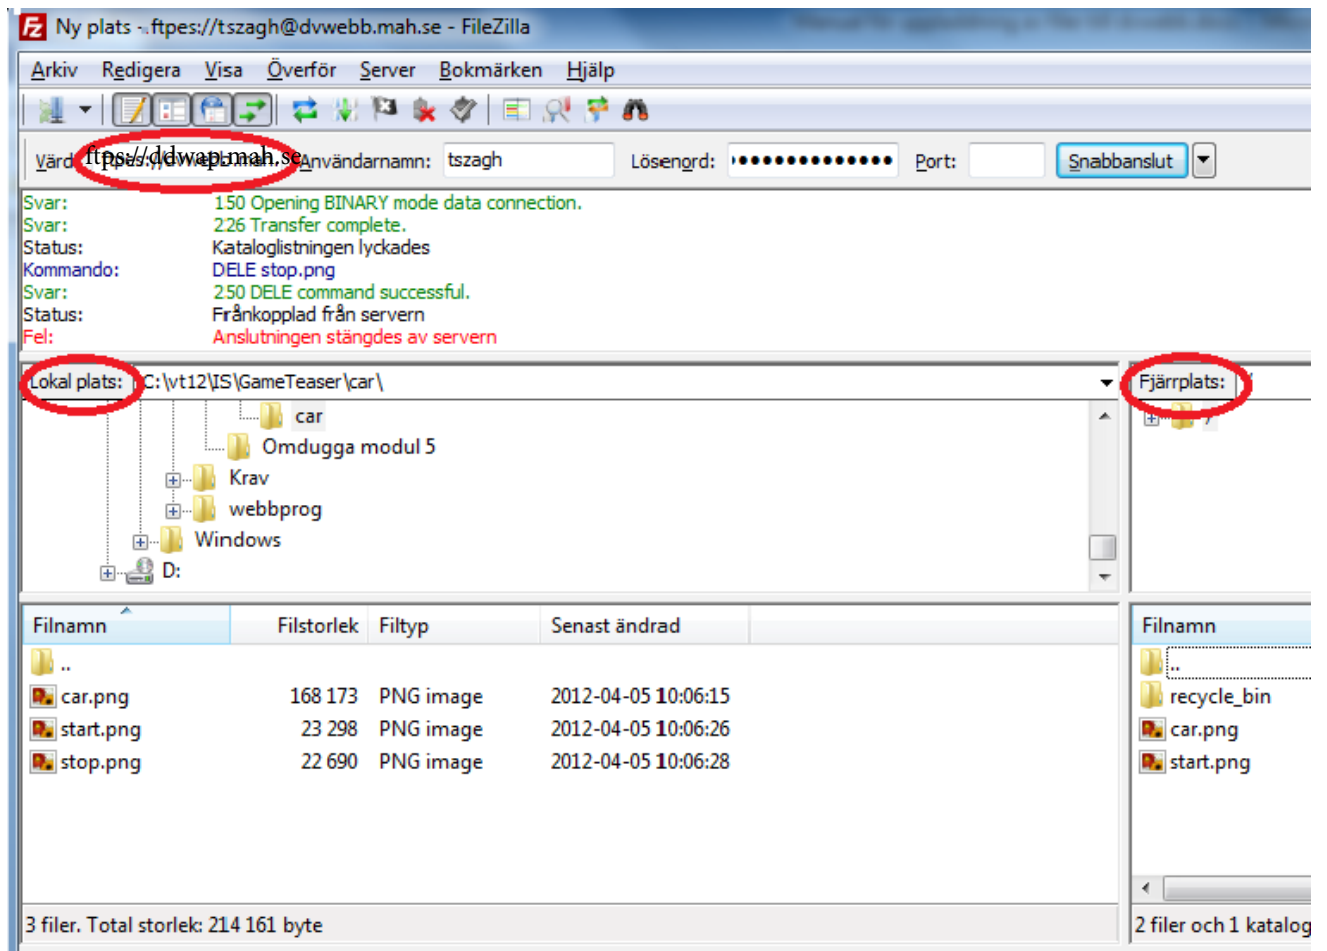 Ny plats - ftpes://tszagh@dvwebb.mah.se - FileZilla
Arkiv Redigera Visa Överför Server Bokmärken Hjälp
Värd: ftps://ddwap.mah.se Användarnamn: tszagh Lösenord: ●●●●●●●●●●●●●● Port: Snabbanslut
Svar: 150 Opening BINARY mode data connection.
Svar: 226 Transfer complete.
Status: Kataloglistningen lyckades
Kommando: DELE stop.png
Svar: 250 DELE command successful.
Status: Frånkopplad från servern
Fel: Anslutningen stängdes av servern
Lokal plats: C:\vt12\IS\GameTeaser\car\ Fjärrplats: /
car /
Omdugga modul 5
Krav
webbprog
Windows
D:
Filnamn Filstorlek Filtyp Senast ändrad Filnamn
.. ..
car.png 168 173 PNG image 2012-04-05 10:06:15 recycle_bin
start.png 23 298 PNG image 2012-04-05 10:06:26 car.png
stop.png 22 690 PNG image 2012-04-05 10:06:28 start.png
3 filer. Total storlek: 214 161 byte 2 filer och 1 katalog